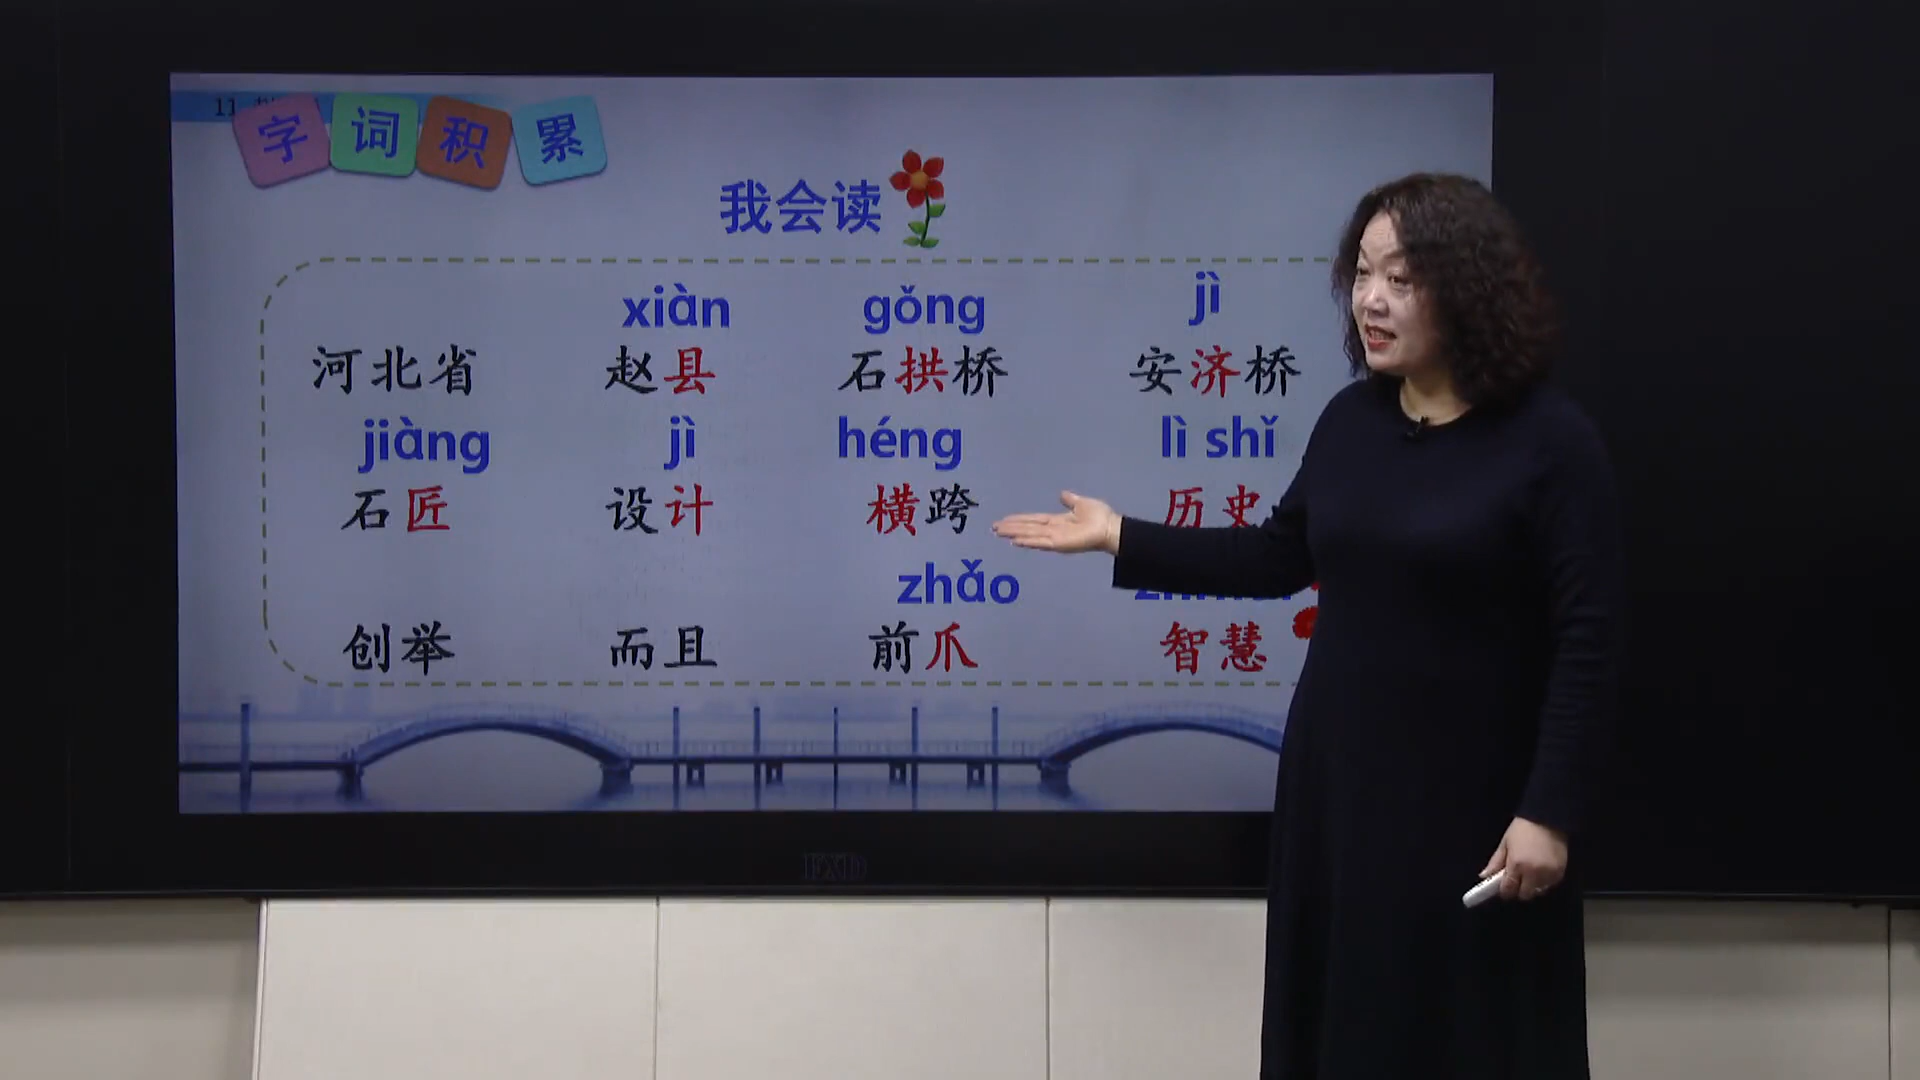 11
字词积累
我会读
xiàn gǒng jì
河北省 赵县 石拱桥 安济桥
jiàng jì héng lì shǐ
石匠 设计 横跨 历史
zhǎo
创举 而且 前爪 智慧
EXD